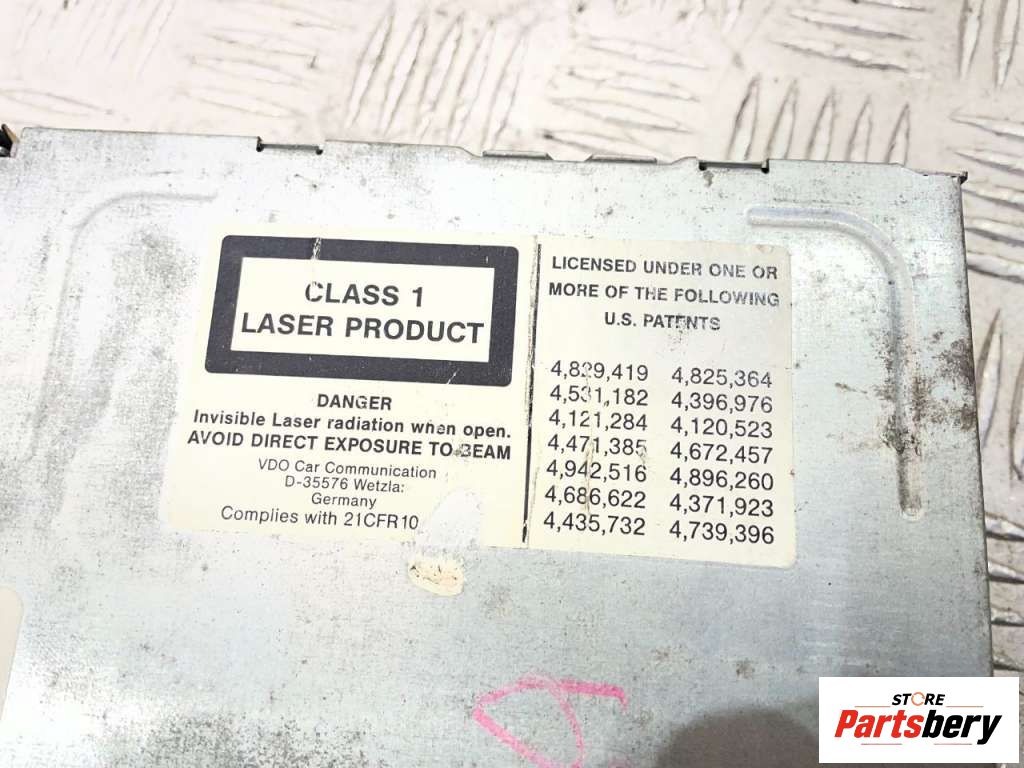 CLASS 1
LASER PRODUCT
DANGER
Invisible Laser radiation when open.
AVOID DIRECT EXPOSURE TO BEAM
VDO Car Communication
D-35576 Wetzla:
Germany
Complies with 21CFR10
LICENSED UNDER ONE OR
MORE OF THE FOLLOWING
U.S. PATENTS
4,829,419 4,825,364
4,531,182 4,396,976
4,121,284 4,120,523
4,471,385 4,672,457
4,942,516 4,896,260
4,686,622 4,371,923
4,435,732 4,739,396
STORE
Partsbery